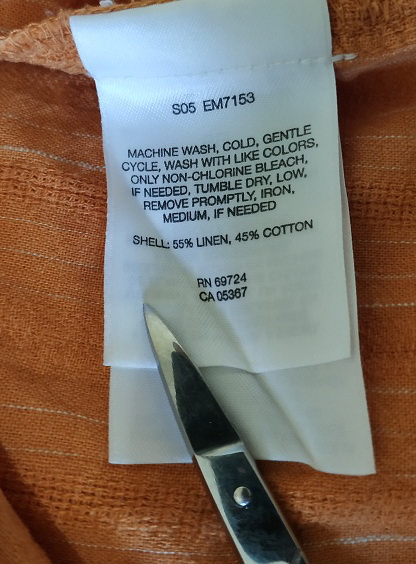 S05 EM7153
MACHINE WASH, COLD, GENTLE
CYCLE, WASH WITH LIKE COLORS,
ONLY NON-CHLORINE BLEACH,
IF NEEDED, TUMBLE DRY, LOW,
REMOVE PROMPTLY, IRON,
MEDIUM, IF NEEDED
SHELL: 55% LINEN, 45% COTTON
RN 69724
CA 05367